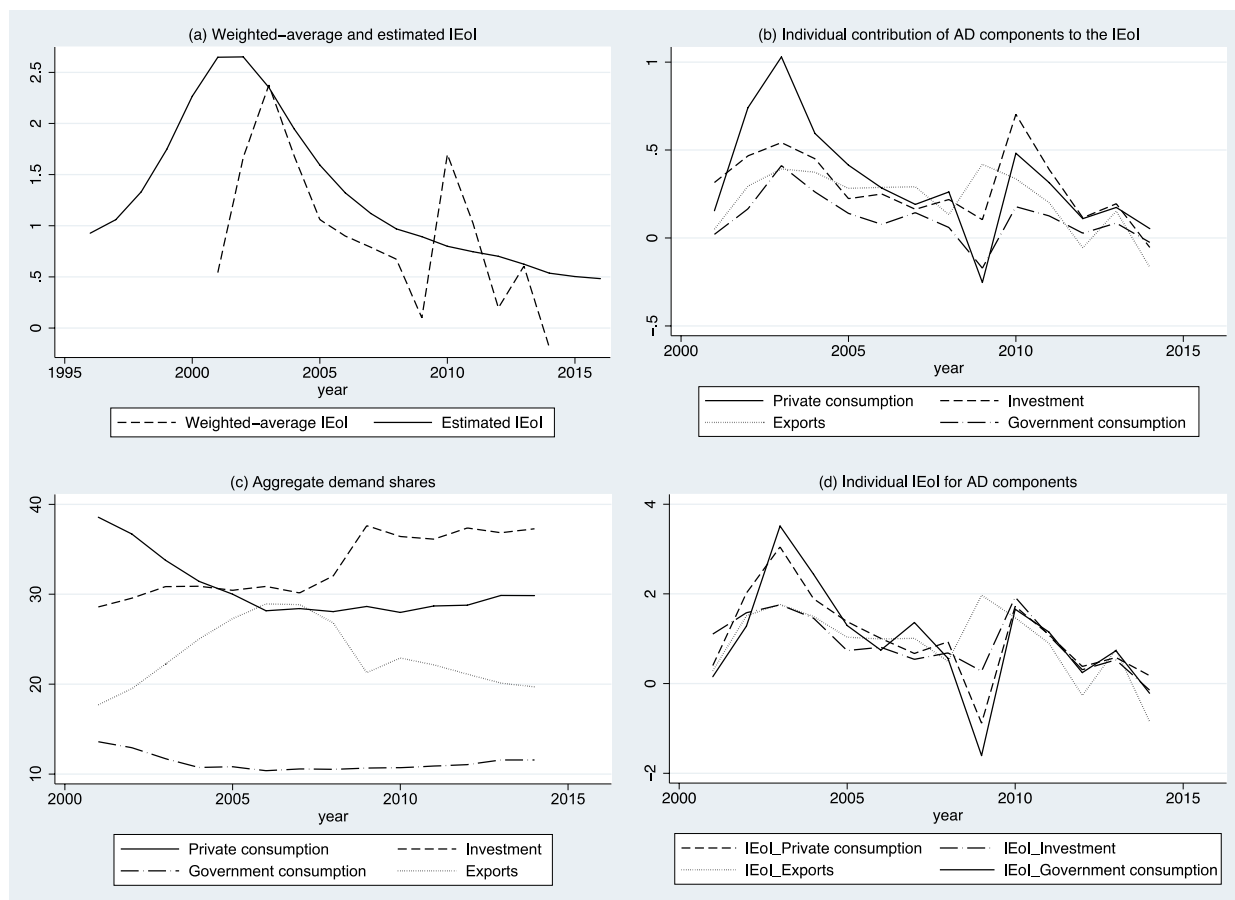 (a) Weighted−average and estimated IEoI
2.5
2
1.5
1
.5
0
1995 2000 2005 2010 2015
year
Weighted−average IEoI Estimated IEoI
(b) Individual contribution of AD components to the IEoI
1
.5
0
−.5
2000 2005 2010 2015
year
Private consumption Investment
Exports Government consumption
(c) Aggregate demand shares
40
30
20
10
2000 2005 2010 2015
year
Private consumption Investment
Government consumption Exports
(d) Individual IEoI for AD components
4
2
0
−2
2000 2005 2010 2015
year
IEoI_Private consumption IEoI_Investment
IEoI_Exports IEoI_Government consumption